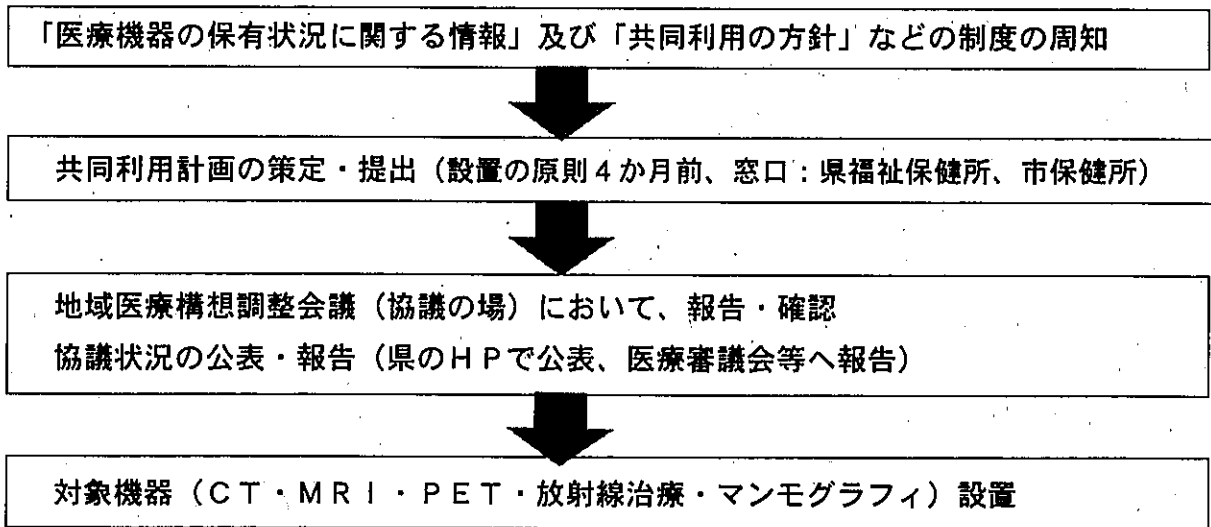 「医療機器の保有状況に関する情報」及び「共同利用の方針」などの制度の周知
共同利用計画の策定・提出（設置の原則４か月前、窓口：県福祉保健所、市保健所）
地域医療構想調整会議（協議の場）において、報告・確認
協議状況の公表・報告（県のＨＰで公表、医療審議会等へ報告）
対象機器（ＣＴ・ＭＲＩ・ＰＥＴ・放射線治療・マンモグラフィ）設置